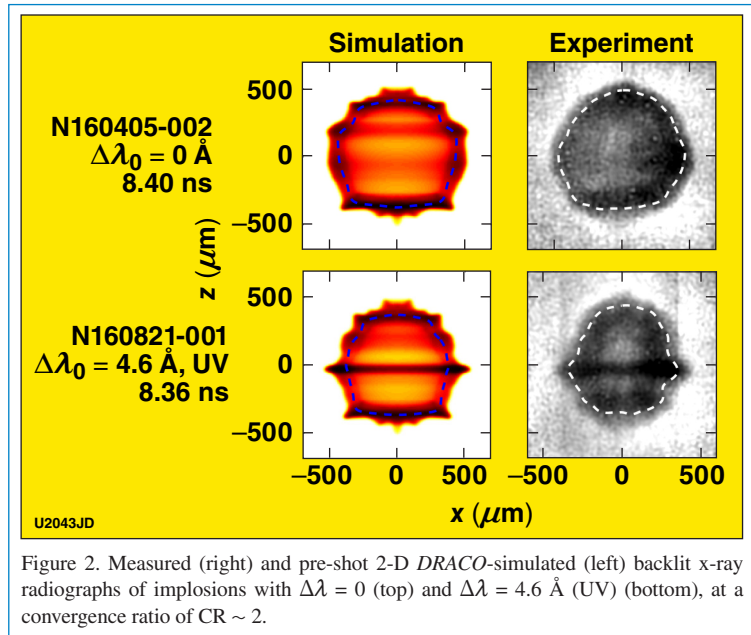 Simulation Experiment
500
N160405-002
Δλ₀ = 0 Å
8.40 ns
0
–500
z (μm)
500
N160821-001
Δλ₀ = 4.6 Å, UV
8.36 ns
0
–500
–500 0 500 –500 0 500
x (μm)
U2043JD
Figure 2. Measured (right) and pre-shot 2-D DRACO-simulated (left) backlit x-ray
radiographs of implosions with Δλ = 0 (top) and Δλ = 4.6 Å (UV) (bottom), at a
convergence ratio of CR ~ 2.